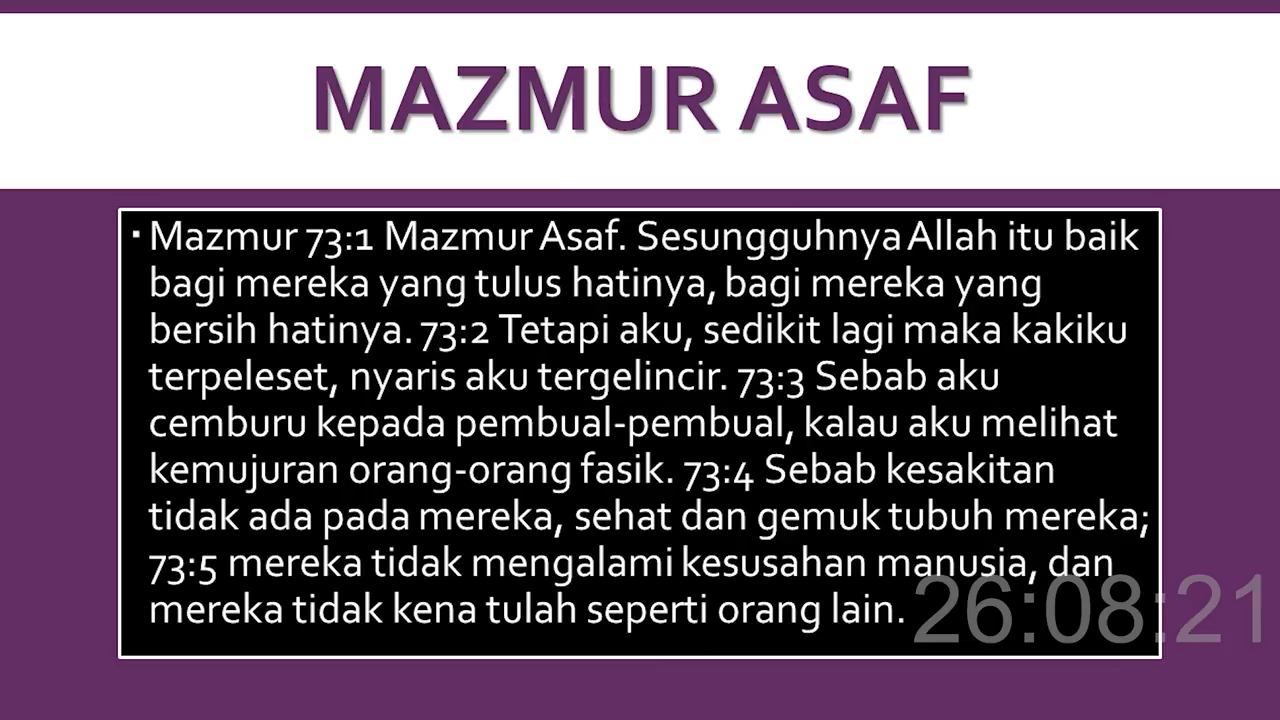 MAZMUR ASAF
▪ Mazmur 73:1 Mazmur Asaf. Sesungguhnya Allah itu baik
bagi mereka yang tulus hatinya, bagi mereka yang
bersih hatinya. 73:2 Tetapi aku, sedikit lagi maka kakiku
terpeleset, nyaris aku tergelincir. 73:3 Sebab aku
cemburu kepada pembual-pembual, kalau aku melihat
kemujuran orang-orang fasik. 73:4 Sebab kesakitan
tidak ada pada mereka, sehat dan gemuk tubuh mereka;
73:5 mereka tidak mengalami kesusahan manusia, dan
mereka tidak kena tulah seperti orang lain.
26:08:21